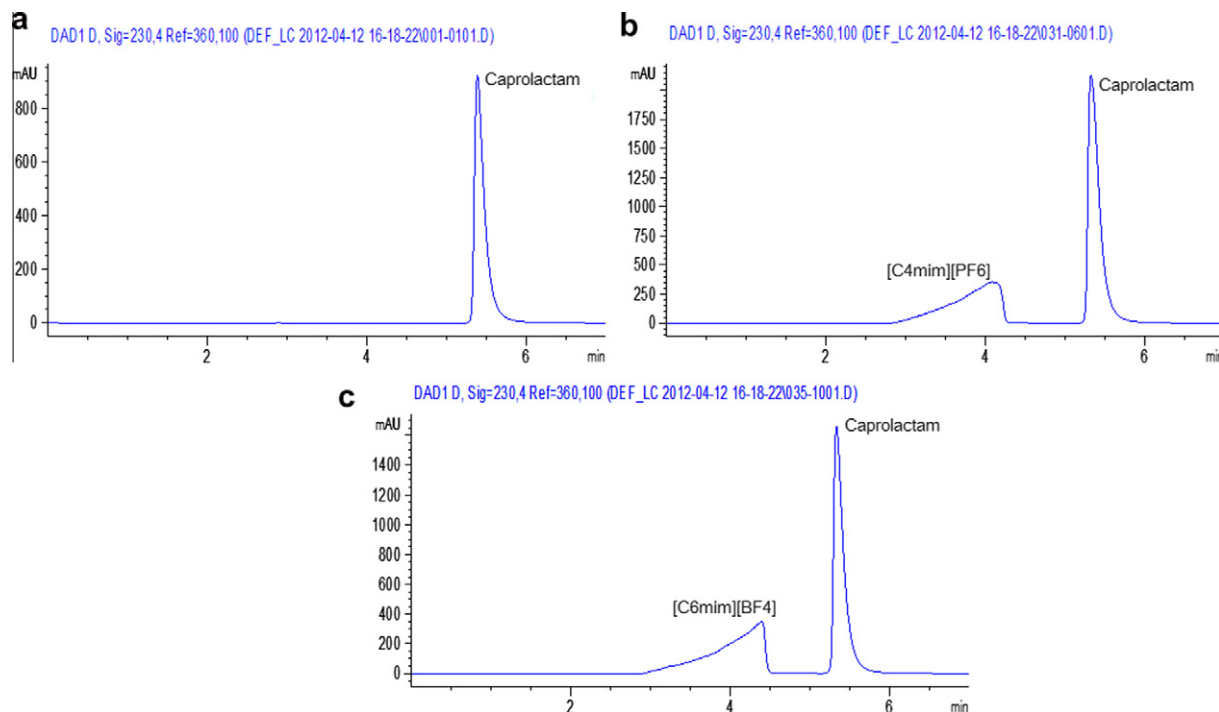 a
DAD1 D, Sig=230,4 Ref=360,100 (DEF_LC 2012-04-12 16-18-22\001-0101.D)
mAU
Caprolactam
800
600
400
200
0
2
4
6
min
b
DAD1 D, Sig=230,4 Ref=360,100 (DEF_LC 2012-04-12 16-18-22\031-0601.D)
mAU
Caprolactam
1750
1500
1250
1000
750
500
[C4mim][PF6]
250
0
2
4
6
min
c
DAD1 D, Sig=230,4 Ref=360,100 (DEF_LC 2012-04-12 16-18-22\035-1001.D)
mAU
Caprolactam
1400
1200
1000
800
600
[C6mim][BF4]
400
200
0
2
4
6
min